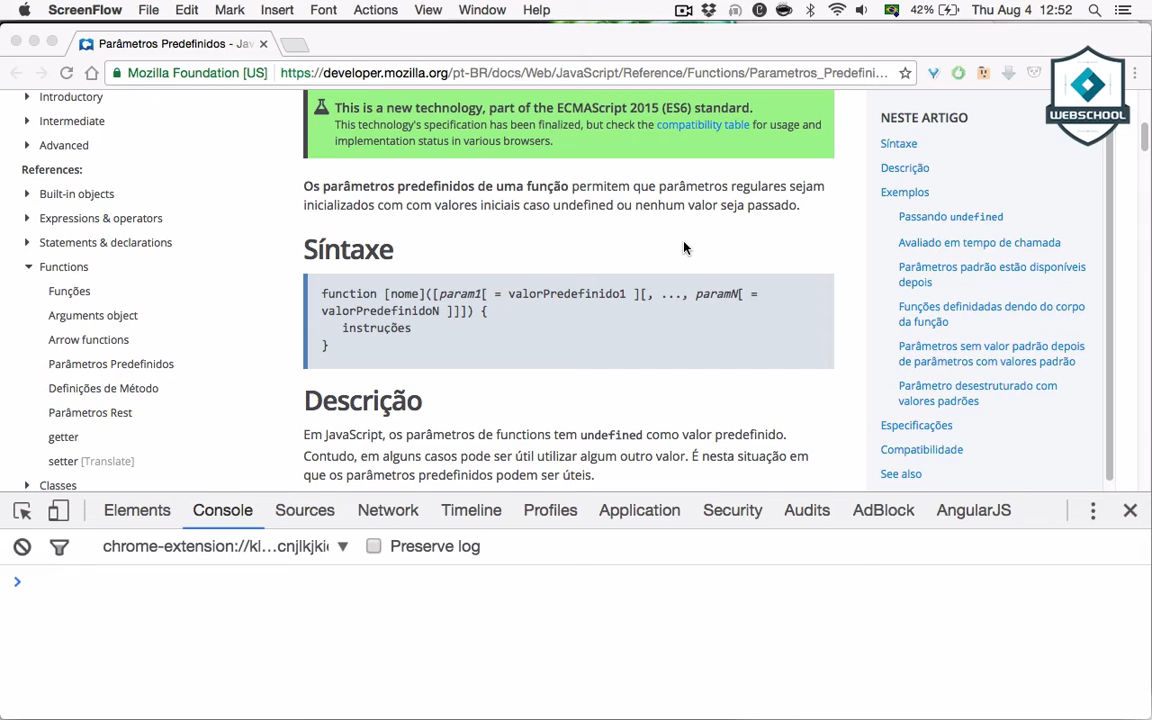 ScreenFlow File Edit Mark Insert Font Actions View Window Help 42% Thu Aug 4 12:52
Parâmetros Predefinidos - Jav
Mozilla Foundation [US] https://developer.mozilla.org/pt-BR/docs/Web/JavaScript/Reference/Functions/Parametros_Predefini...
WEBSCHOOL
Introductory
Intermediate
Advanced
References:
Built-in objects
Expressions & operators
Statements & declarations
Functions
Funções
Arguments object
Arrow functions
Parâmetros Predefinidos
Definições de Método
Parâmetros Rest
getter
setter [Translate]
Classes
This is a new technology, part of the ECMAScript 2015 (ES6) standard.
This technology's specification has been finalized, but check the compatibility table for usage and
implementation status in various browsers.
Os parâmetros predefinidos de uma função permitem que parâmetros regulares sejam
inicializados com com valores iniciais caso undefined ou nenhum valor seja passado.
Síntaxe
function [nome]([param1[ = valorPredefinido1 ][, ..., paramN[ =
valorPredefinidoN ]]]) {
instruções
}
Descrição
Em JavaScript, os parâmetros de functions tem undefined como valor predefinido.
Contudo, em alguns casos pode ser útil utilizar algum outro valor. É nesta situação em
que os parâmetros predefinidos podem ser úteis.
NESTE ARTIGO
Síntaxe
Descrição
Exemplos
Passando undefined
Avaliado em tempo de chamada
Parâmetros padrão estão disponíveis
depois
Funções definidadas dendo do corpo
da função
Parâmetros sem valor padrão depois
de parâmetros com valores padrão
Parâmetro desestruturado com
valores padrões
Especificações
Compatibilidade
See also
Elements Console Sources Network Timeline Profiles Application Security Audits AdBlock AngularJS
chrome-extension://kl…cnjlkjkie Preserve log